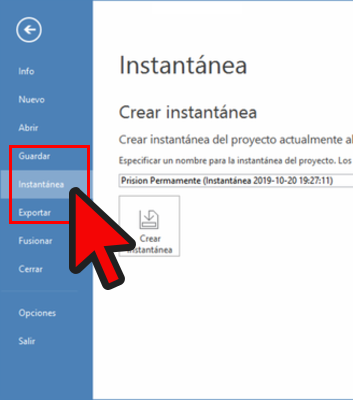 Info
Nuevo
Abrir
Guardar
Instantánea
Exportar
Fusionar
Cerrar
Opciones
Salir
Instantánea
Crear instantánea
Crear instantánea del proyecto actualmente
Especificar un nombre para la instantánea del proyecto. Los
Prision Permamente (Instantánea 2019-10-20 19:27:11)
Crear
instantánea